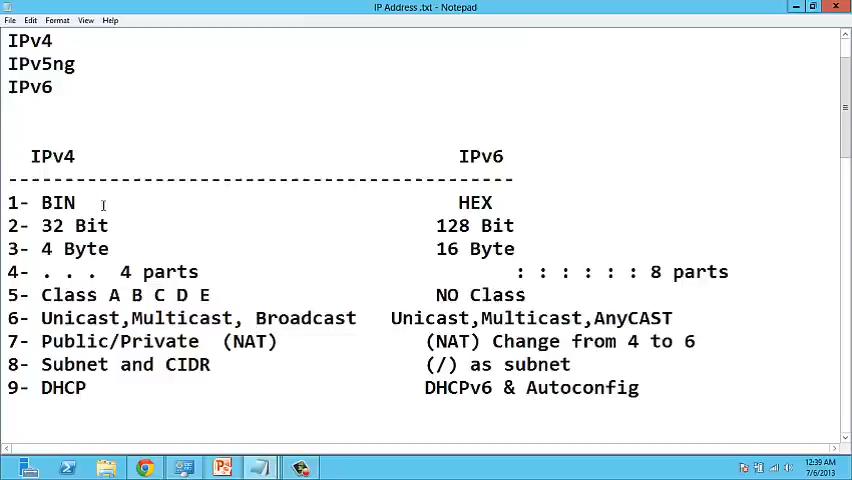 IP Address .txt - Notepad
File Edit Format View Help
IPv4
IPv5ng
IPv6
IPv4 IPv6
---------------------------------------------
1- BIN HEX
2- 32 Bit 128 Bit
3- 4 Byte 16 Byte
4- . . . 4 parts : : : : : : 8 parts
5- Class A B C D E NO Class
6- Unicast,Multicast, Broadcast Unicast,Multicast,AnyCAST
7- Public/Private (NAT) (NAT) Change from 4 to 6
8- Subnet and CIDR (/) as subnet
9- DHCP DHCPv6 & Autoconfig
12:39 AM
7/6/2013